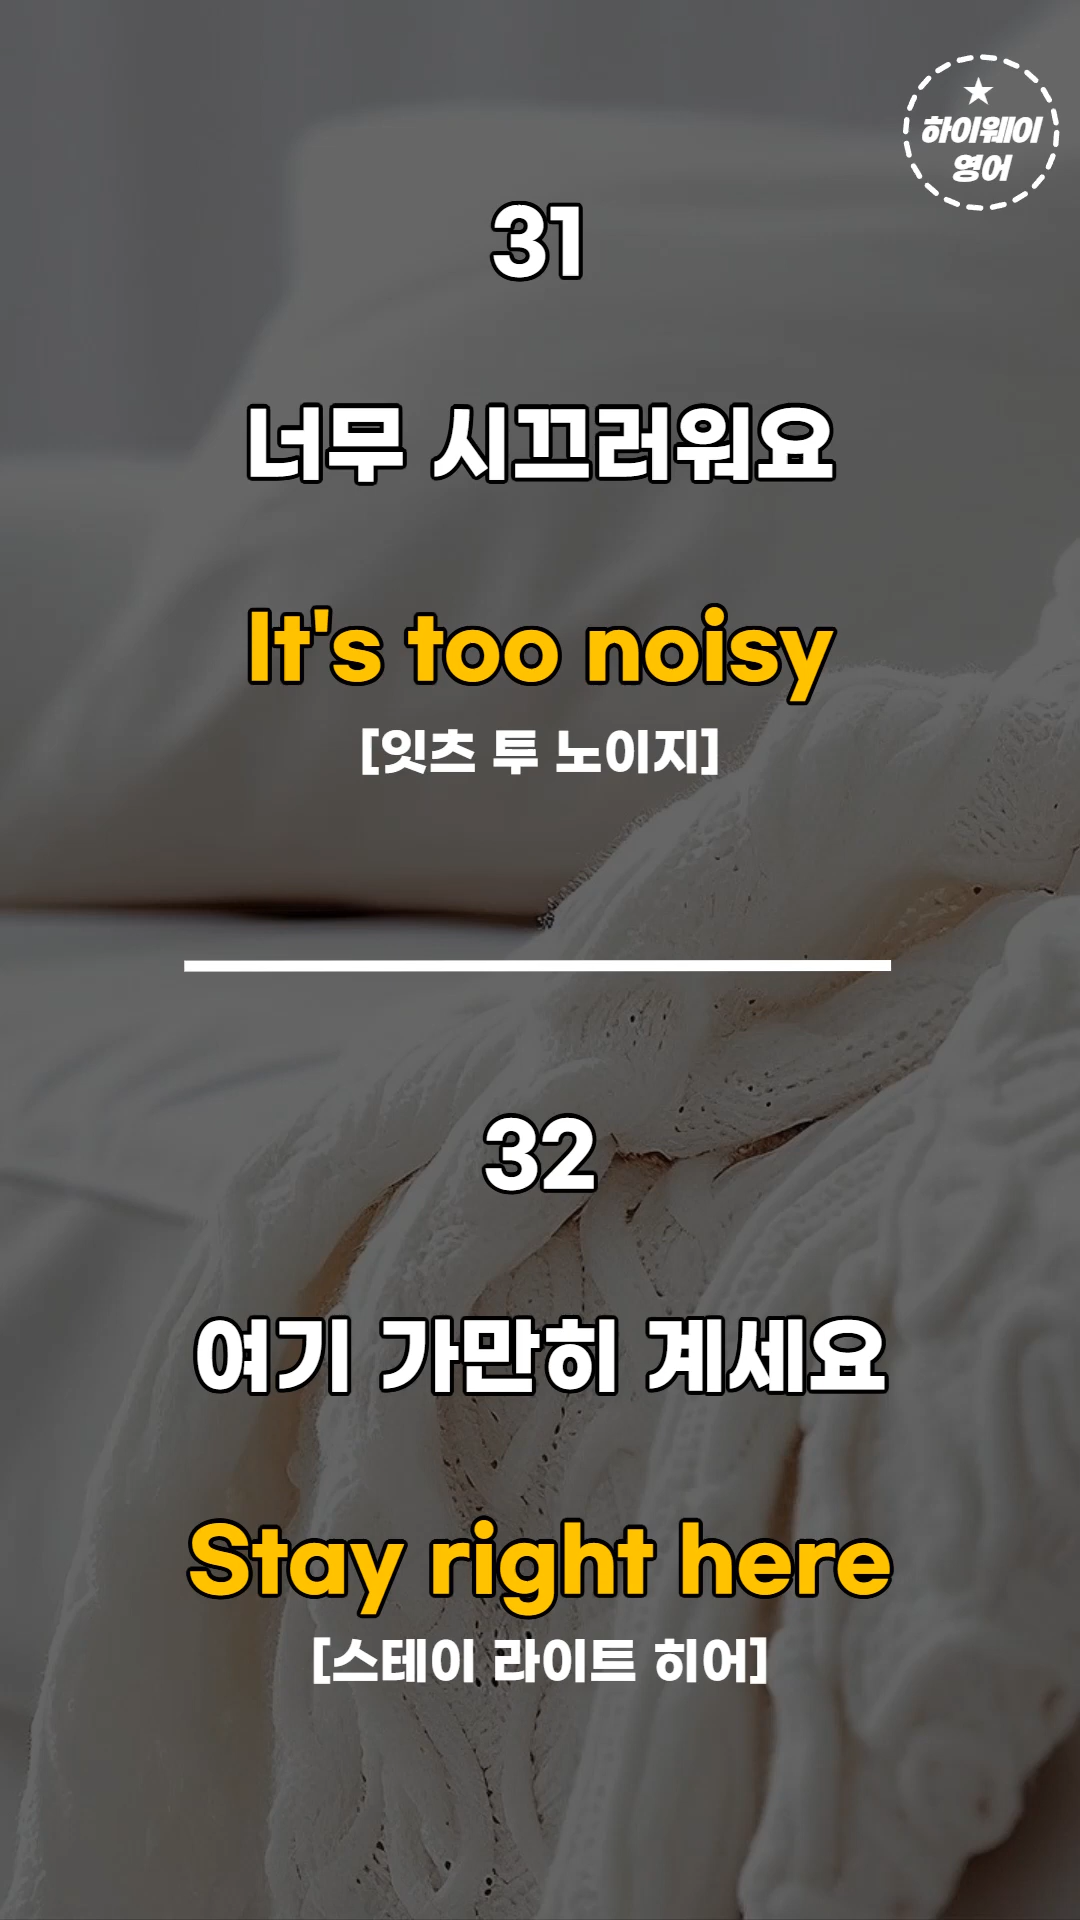 하이웨이
영어
31
너무 시끄러워요
It's too noisy
[잇츠 투 노이지]
32
여기 가만히 계세요
Stay right here
[스테이 라이트 히어]